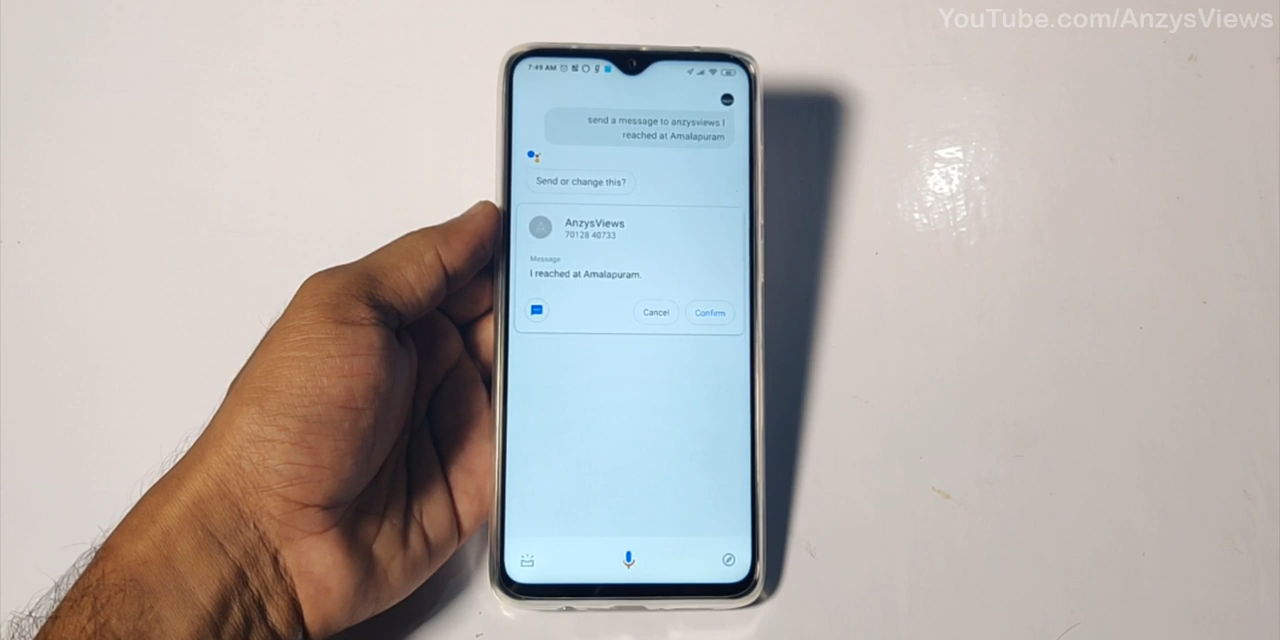 YouTube.com/AnzysViews
7:45 AM
send a message to anzysviews I
reached at Amalapuram
Send or change this?
A
AnzysViews
70128 40733
Message
I reached at Amalapuram.
Cancel
Confirm